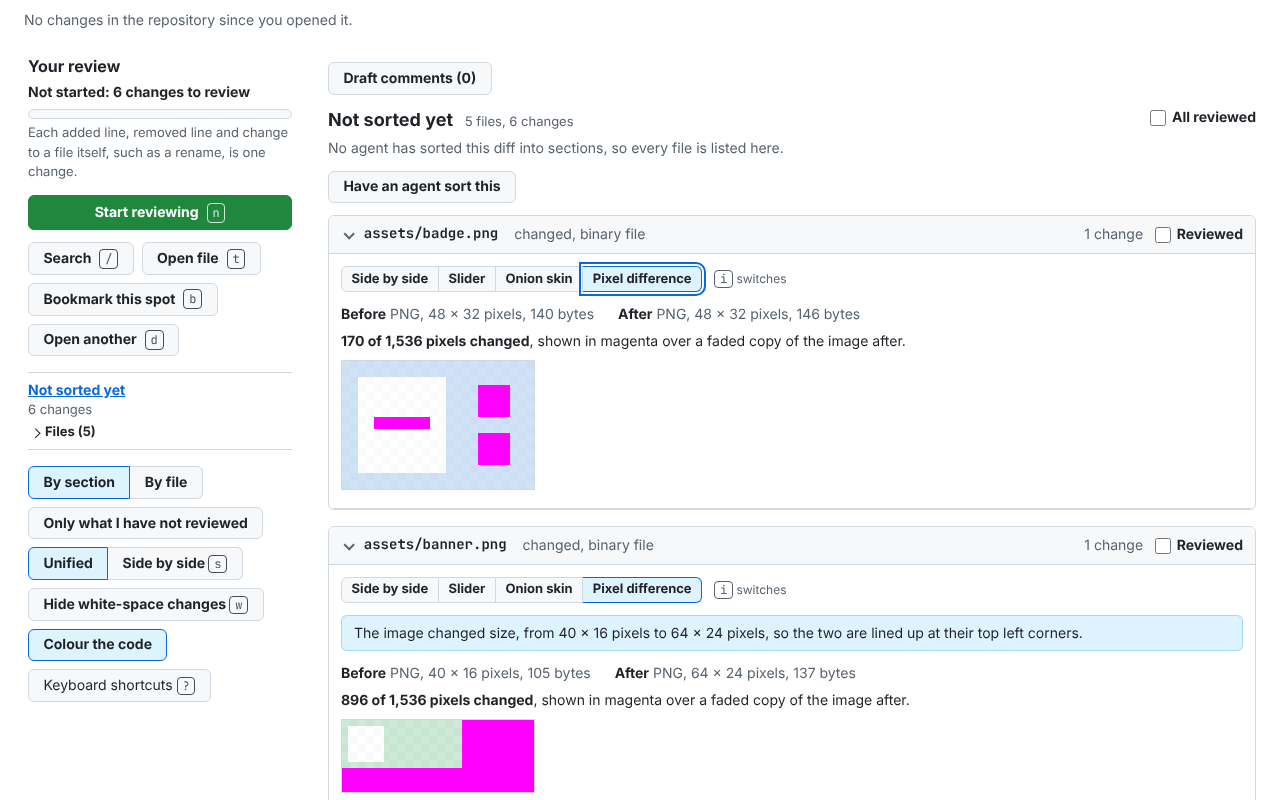 No changes in the repository since you opened it.
Your review
Not started: 6 changes to review
Each added line, removed line and change
to a file itself, such as a rename, is one
change.
Start reviewing n
Search / Open file t
Bookmark this spot b
Open another d
Not sorted yet
6 changes
Files (5)
By section By file
Only what I have not reviewed
Unified Side by side s
Hide white-space changes w
Colour the code
Keyboard shortcuts ?
Draft comments (0)
Not sorted yet 5 files, 6 changes All reviewed
No agent has sorted this diff into sections, so every file is listed here.
Have an agent sort this
assets/badge.png changed, binary file 1 change Reviewed
Side by side Slider Onion skin Pixel difference i switches
Before PNG, 48 × 32 pixels, 140 bytes After PNG, 48 × 32 pixels, 146 bytes
170 of 1,536 pixels changed, shown in magenta over a faded copy of the image after.
assets/banner.png changed, binary file 1 change Reviewed
Side by side Slider Onion skin Pixel difference i switches
The image changed size, from 40 × 16 pixels to 64 × 24 pixels, so the two are lined up at their top left corners.
Before PNG, 40 × 16 pixels, 105 bytes After PNG, 64 × 24 pixels, 137 bytes
896 of 1,536 pixels changed, shown in magenta over a faded copy of the image after.